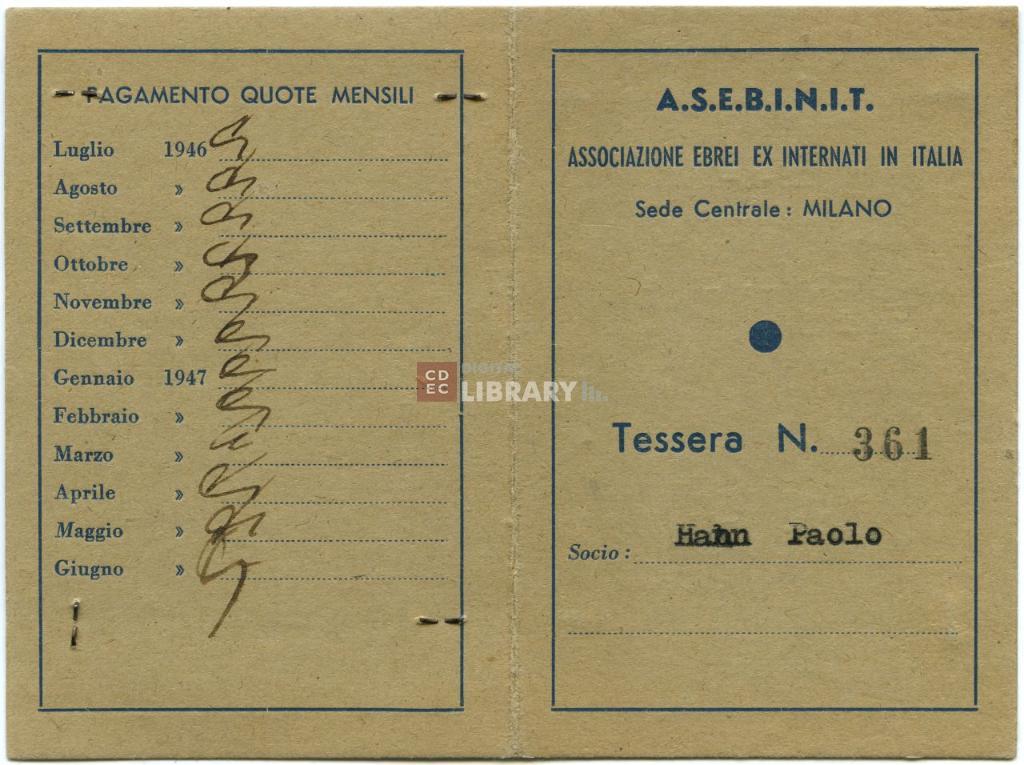 PAGAMENTO QUOTE MENSILI
Luglio 1946
Agosto »
Settembre »
Ottobre »
Novembre »
Dicembre »
Gennaio 1947
Febbraio »
Marzo »
Aprile »
Maggio »
Giugno »
A.S.E.B.I.N.I.T.
ASSOCIAZIONE EBREI EX INTERNATI IN ITALIA
Sede Centrale: MILANO
Tessera N. 361
Socio: Hahn Paolo
CDEC DIGITAL LIBRARY